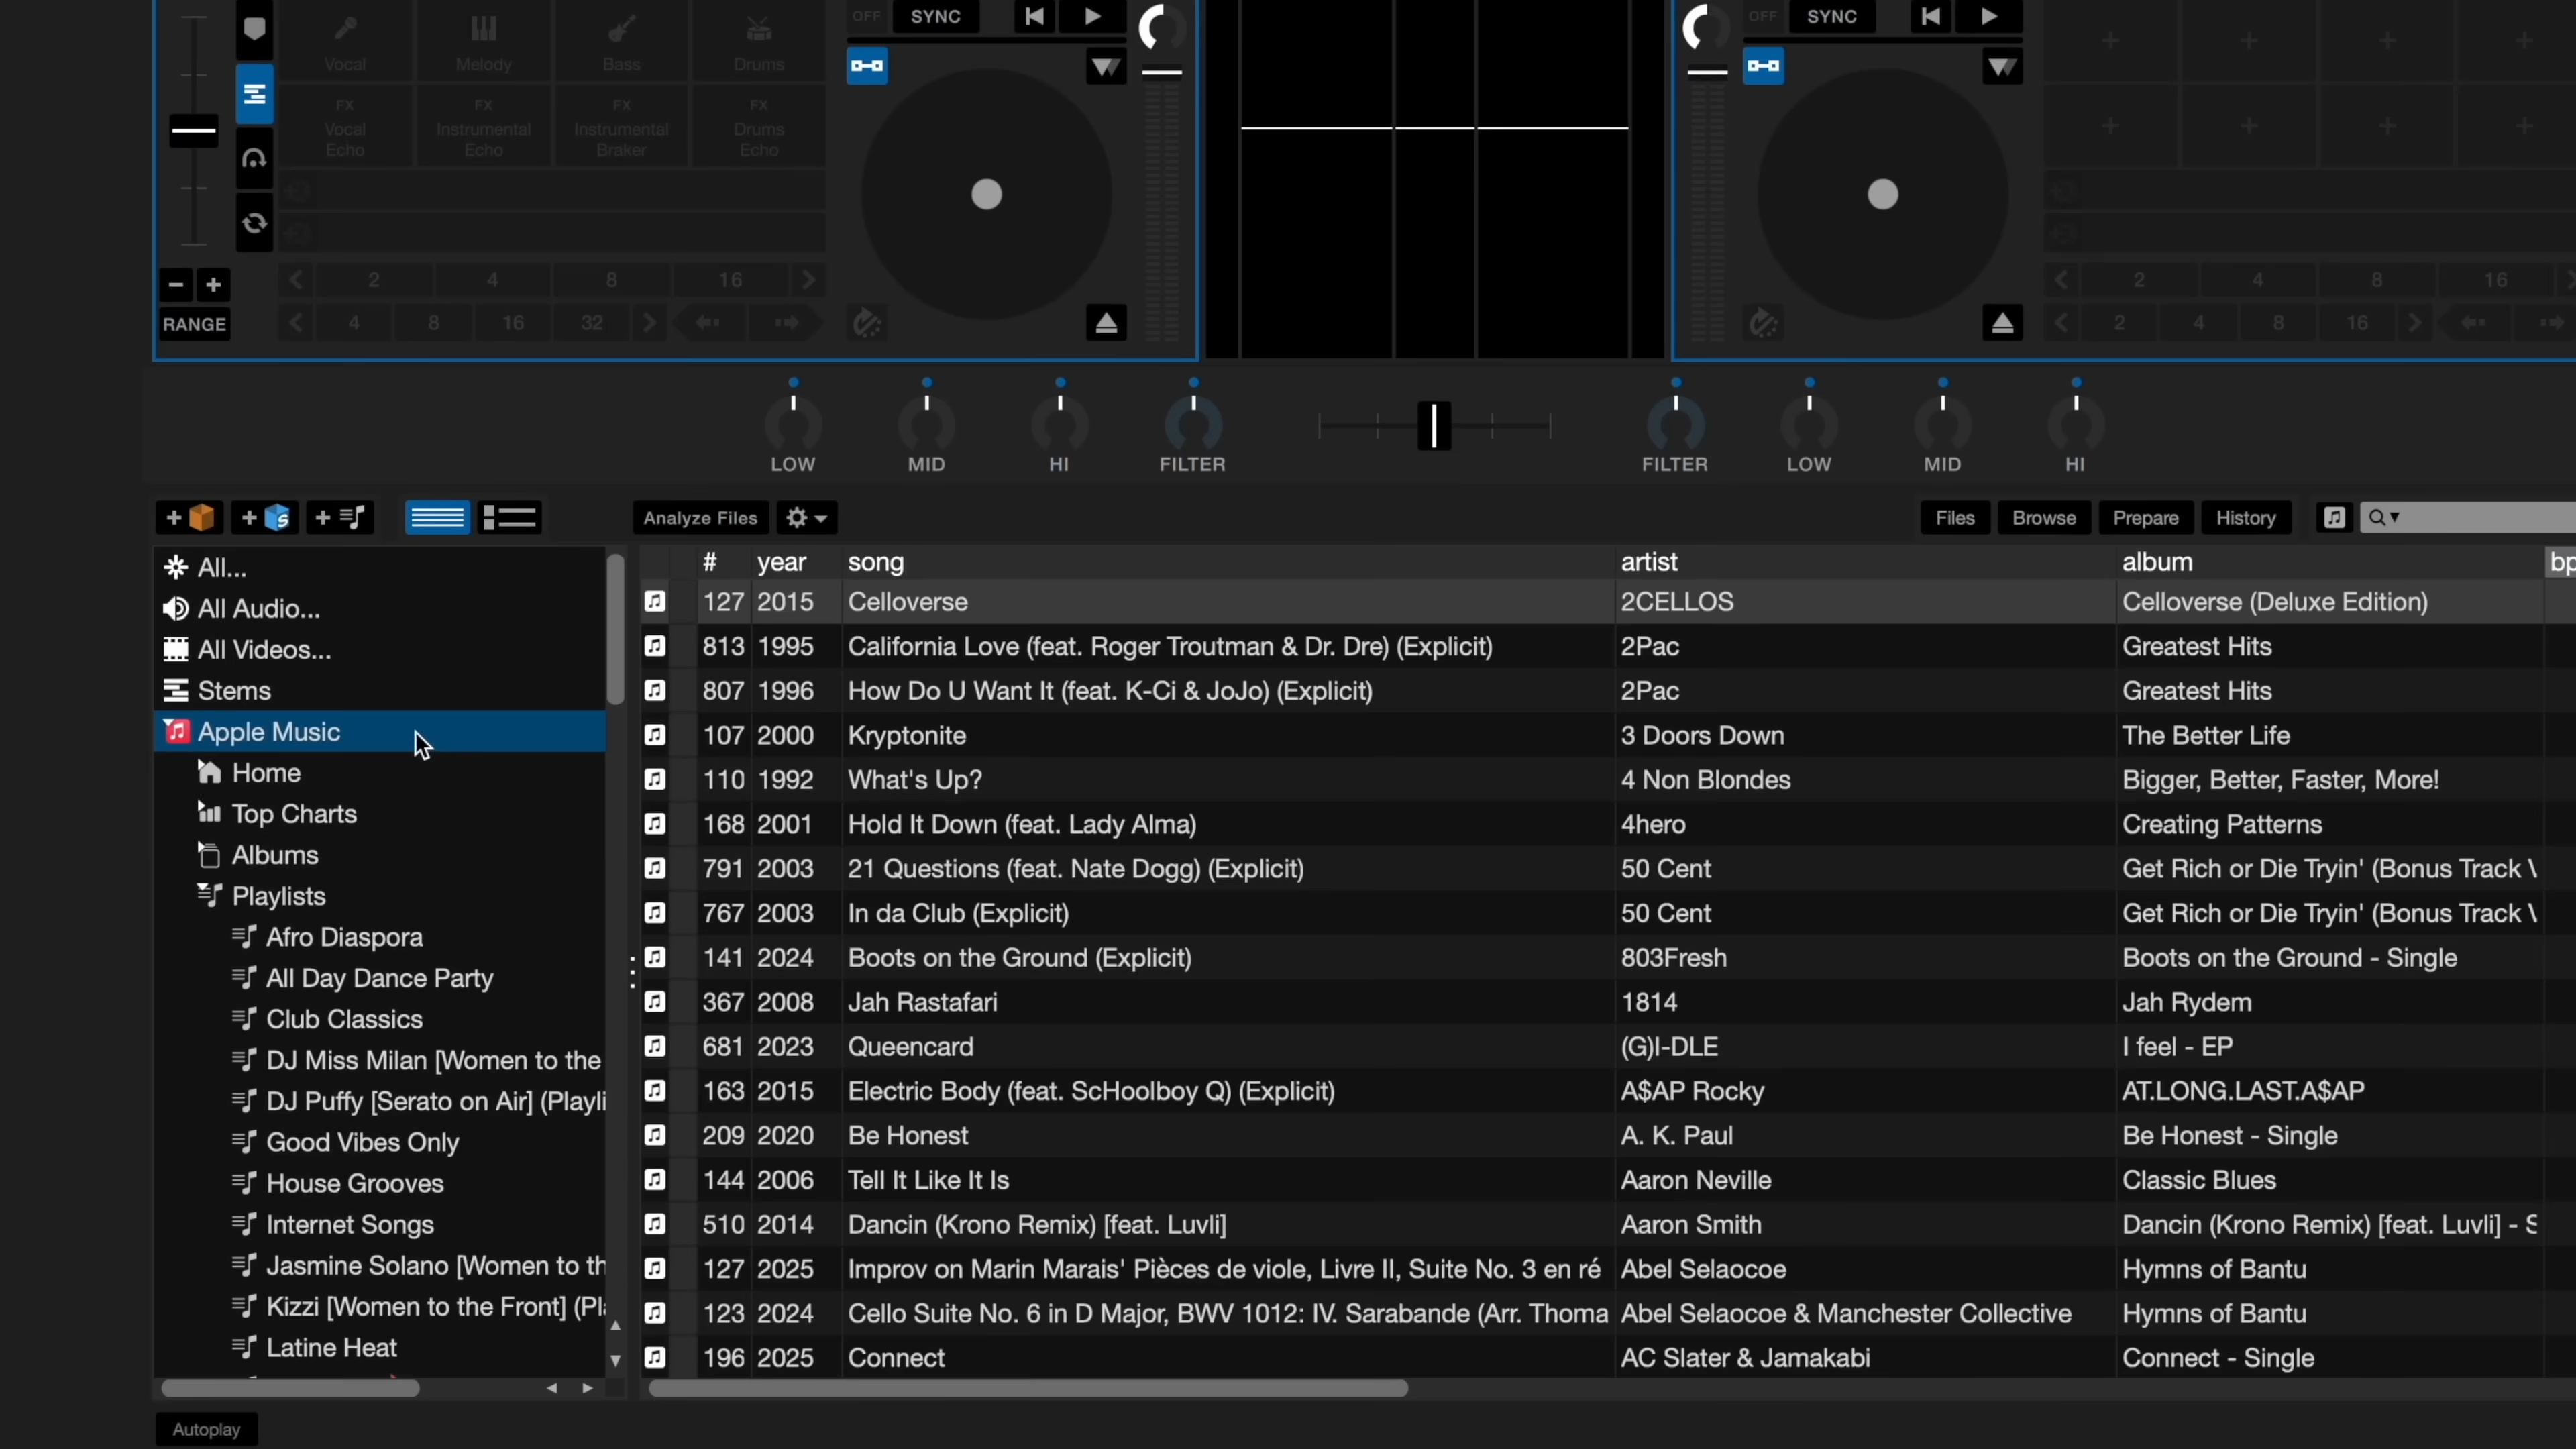 OFF SYNC OFF SYNC
Vocal Melody Bass Drums
FX FX FX FX
Vocal Echo Instrumental Echo Instrumental Braker Drums Echo
2 4 8 16 2 4 8 16
RANGE 4 8 16 32 2 4 8 16
LOW MID HI FILTER FILTER LOW MID HI
Analyze Files Files Browse Prepare History
All...
All Audio...
All Videos...
Stems
Apple Music
Home
Top Charts
Albums
Playlists
Afro Diaspora
All Day Dance Party
Club Classics
DJ Miss Milan [Women to the
DJ Puffy [Serato on Air] (Playli
Good Vibes Only
House Grooves
Internet Songs
Jasmine Solano [Women to th
Kizzi [Women to the Front] (Pla
Latine Heat
# year song artist album bp
127 2015 Celloverse 2CELLOS Celloverse (Deluxe Edition)
813 1995 California Love (feat. Roger Troutman & Dr. Dre) (Explicit) 2Pac Greatest Hits
807 1996 How Do U Want It (feat. K-Ci & JoJo) (Explicit) 2Pac Greatest Hits
107 2000 Kryptonite 3 Doors Down The Better Life
110 1992 What's Up? 4 Non Blondes Bigger, Better, Faster, More!
168 2001 Hold It Down (feat. Lady Alma) 4hero Creating Patterns
791 2003 21 Questions (feat. Nate Dogg) (Explicit) 50 Cent Get Rich or Die Tryin' (Bonus Track V
767 2003 In da Club (Explicit) 50 Cent Get Rich or Die Tryin' (Bonus Track V
141 2024 Boots on the Ground (Explicit) 803Fresh Boots on the Ground - Single
367 2008 Jah Rastafari 1814 Jah Rydem
681 2023 Queencard (G)I-DLE I feel - EP
163 2015 Electric Body (feat. ScHoolboy Q) (Explicit) A$AP Rocky AT.LONG.LAST.A$AP
209 2020 Be Honest A. K. Paul Be Honest - Single
144 2006 Tell It Like It Is Aaron Neville Classic Blues
510 2014 Dancin (Krono Remix) [feat. Luvli] Aaron Smith Dancin (Krono Remix) [feat. Luvli] - S
127 2025 Improv on Marin Marais' Pièces de viole, Livre II, Suite No. 3 en ré Abel Selaocoe Hymns of Bantu
123 2024 Cello Suite No. 6 in D Major, BWV 1012: IV. Sarabande (Arr. Thoma Abel Selaocoe & Manchester Collective Hymns of Bantu
196 2025 Connect AC Slater & Jamakabi Connect - Single
Autoplay